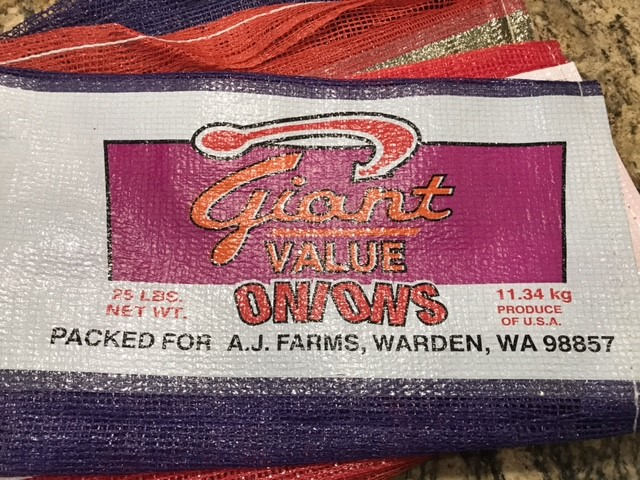 Giant
VALUE
ONIONS
25 LBS.
NET WT.
11.34 kg
PRODUCE
OF U.S.A.
PACKED FOR A.J. FARMS, WARDEN, WA 98857